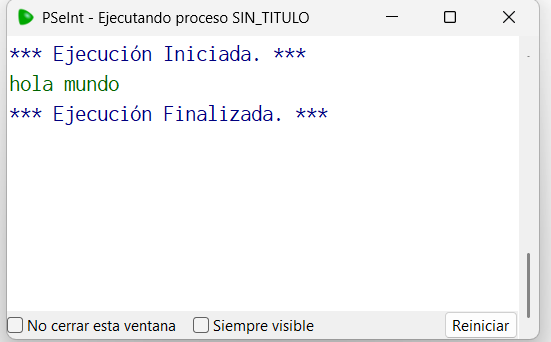 PSeInt - Ejecutando proceso SIN_TITULO
*** Ejecución Iniciada. ***
hola mundo
*** Ejecución Finalizada. ***
No cerrar esta ventana Siempre visible Reiniciar